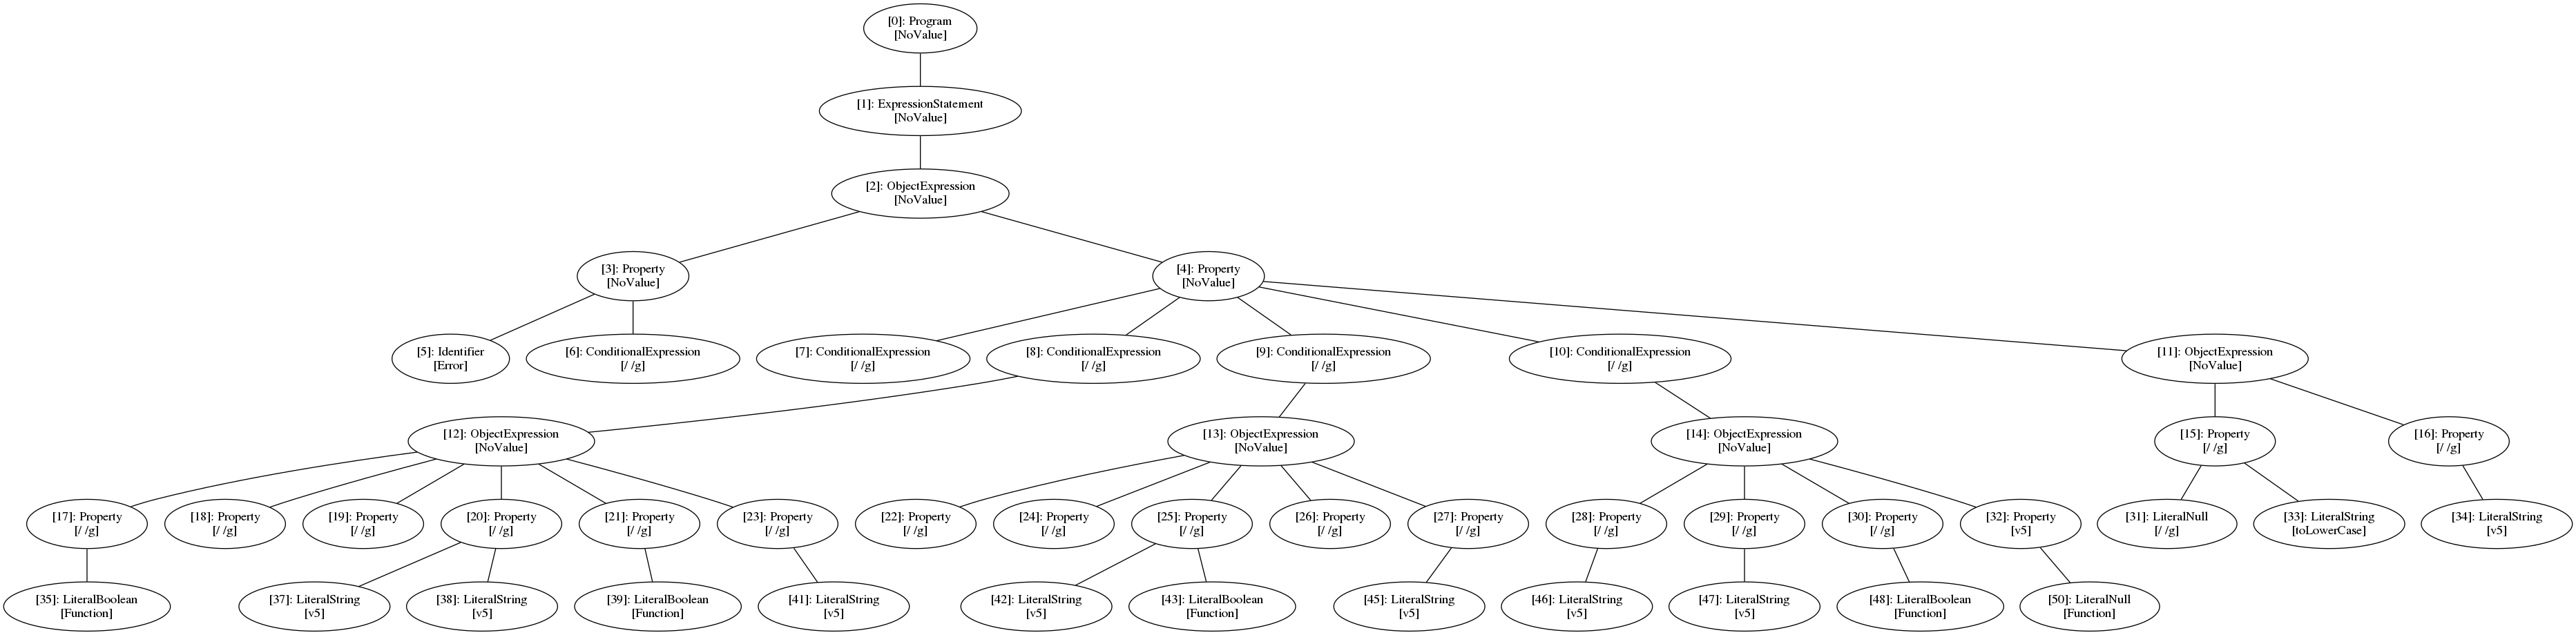 [0]: Program
[NoValue]
[1]: ExpressionStatement
[NoValue]
[2]: ObjectExpression
[NoValue]
[3]: Property
[NoValue]
[4]: Property
[NoValue]
[5]: Identifier
[Error]
[6]: ConditionalExpression
[/ /g]
[7]: ConditionalExpression
[/ /g]
[8]: ConditionalExpression
[/ /g]
[9]: ConditionalExpression
[/ /g]
[10]: ConditionalExpression
[/ /g]
[11]: ObjectExpression
[NoValue]
[12]: ObjectExpression
[NoValue]
[13]: ObjectExpression
[NoValue]
[14]: ObjectExpression
[NoValue]
[15]: Property
[/ /g]
[16]: Property
[/ /g]
[17]: Property
[/ /g]
[18]: Property
[/ /g]
[19]: Property
[/ /g]
[20]: Property
[/ /g]
[21]: Property
[/ /g]
[23]: Property
[/ /g]
[22]: Property
[/ /g]
[24]: Property
[/ /g]
[25]: Property
[/ /g]
[26]: Property
[/ /g]
[27]: Property
[/ /g]
[28]: Property
[/ /g]
[29]: Property
[/ /g]
[30]: Property
[/ /g]
[32]: Property
[v5]
[31]: LiteralNull
[/ /g]
[33]: LiteralString
[toLowerCase]
[34]: LiteralString
[v5]
[35]: LiteralBoolean
[Function]
[37]: LiteralString
[v5]
[38]: LiteralString
[v5]
[39]: LiteralBoolean
[Function]
[41]: LiteralString
[v5]
[42]: LiteralString
[v5]
[43]: LiteralBoolean
[Function]
[45]: LiteralString
[v5]
[46]: LiteralString
[v5]
[47]: LiteralString
[v5]
[48]: LiteralBoolean
[Function]
[50]: LiteralNull
[Function]